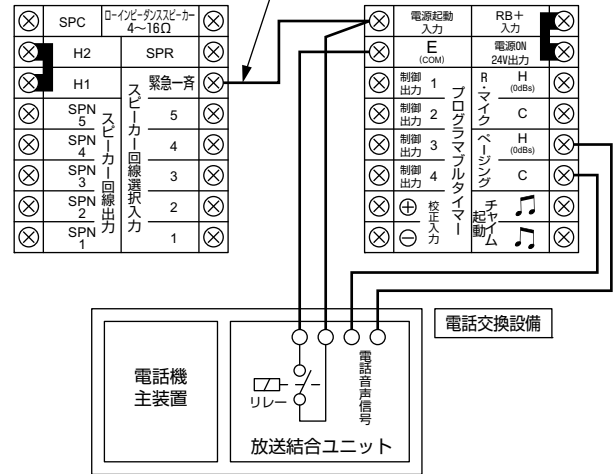 SPC
ローインピーダンススピーカー
4～16Ω
H2
SPR
H1
緊急一斉
SPN
5
SPN
4
SPN
3
SPN
2
SPN
1
スピーカー回線出力
スピーカー回線選択入力
5
4
3
2
1
電源起動
入力
RB＋
入力
E
(COM)
電源ON
24V出力
制御
出力
1
制御
出力
2
制御
出力
3
制御
出力
4
プログラマブルタイマー
⊕
⊖
校正入力
R・マイク
H
(0dBs)
C
ページング
H
(0dBs)
C
チャイム
起動
♫
♫
電話交換設備
電話機
主装置
リレー
電話音声信号
放送結合ユニット